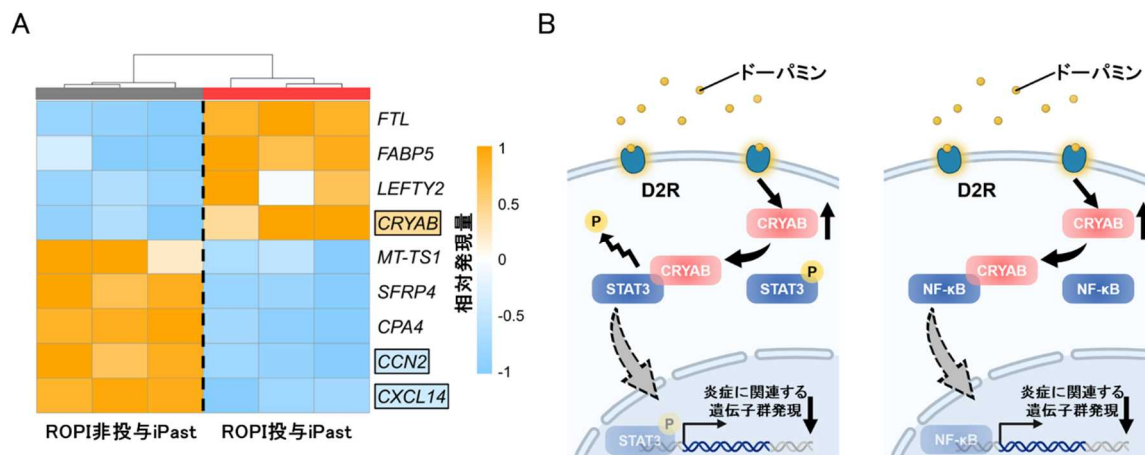 A
FTL
FABP5
LEFTY2
CRYAB
MT-TS1
SFRP4
CPA4
CCN2
CXCL14
1
0.5
0
-0.5
-1
相対発現量
ROPI非投与iPast
ROPI投与iPast
B
ドーパミン
D2R
CRYAB
P
CRYAB
STAT3
P
STAT3
炎症に関連する
遺伝子群発現
P
STAT3
ドーパミン
D2R
CRYAB
CRYAB
NF-κB
NF-κB
炎症に関連する
遺伝子群発現
NF-κB